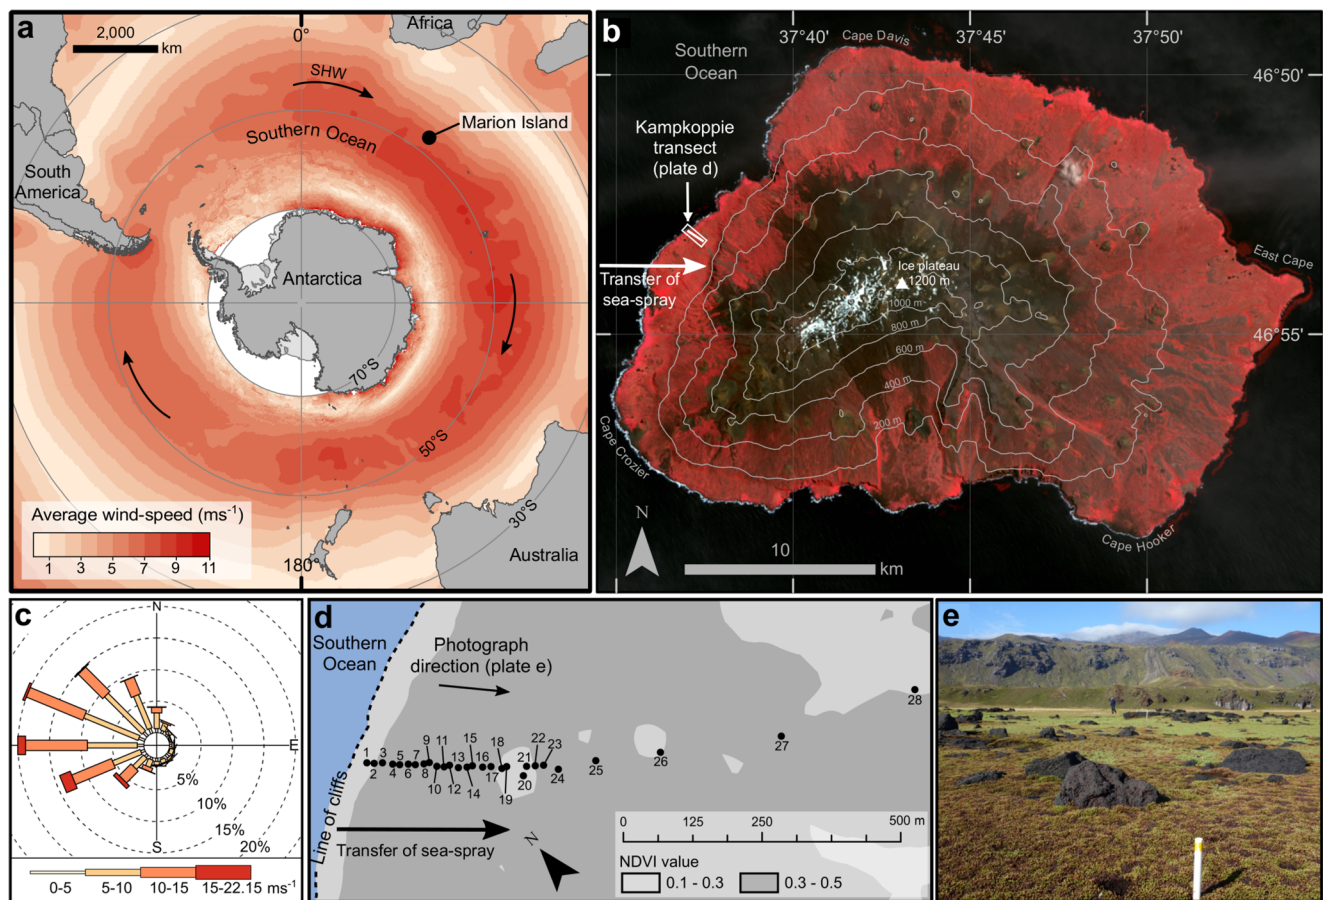 a
2,000
km
0°
Africa
SHW
Marion Island
Southern Ocean
South
America
Antarctica
70°S
50°S
30°S
Average wind-speed (ms-1)
1 3 5 7 9 11
180°
Australia
b
Southern
Ocean
37°40' 37°45' 37°50'
Cape Davis
46°50'
Kampkoppie
transect
(plate d)
East Cape
Transfer of
sea-spray
Ice plateau
1200 m
1000 m
800 m
600 m
400 m
200 m
46°55'
Cape Crozier
Cape Hooker
N
10
km
c
N
E
S
5%
10%
15%
20%
0-5 5-10 10-15 15-22.15 ms-1
d
Southern
Ocean
Photograph
direction (plate e)
Line of cliffs
1 3 5 7 9 11 13 15 16 18 21 22 23
2 4 6 8 10 12 14 17 19 20 24 25 26 27 28
Transfer of sea-spray
N
0 125 250 500 m
NDVI value
0.1 - 0.3 0.3 - 0.5
e